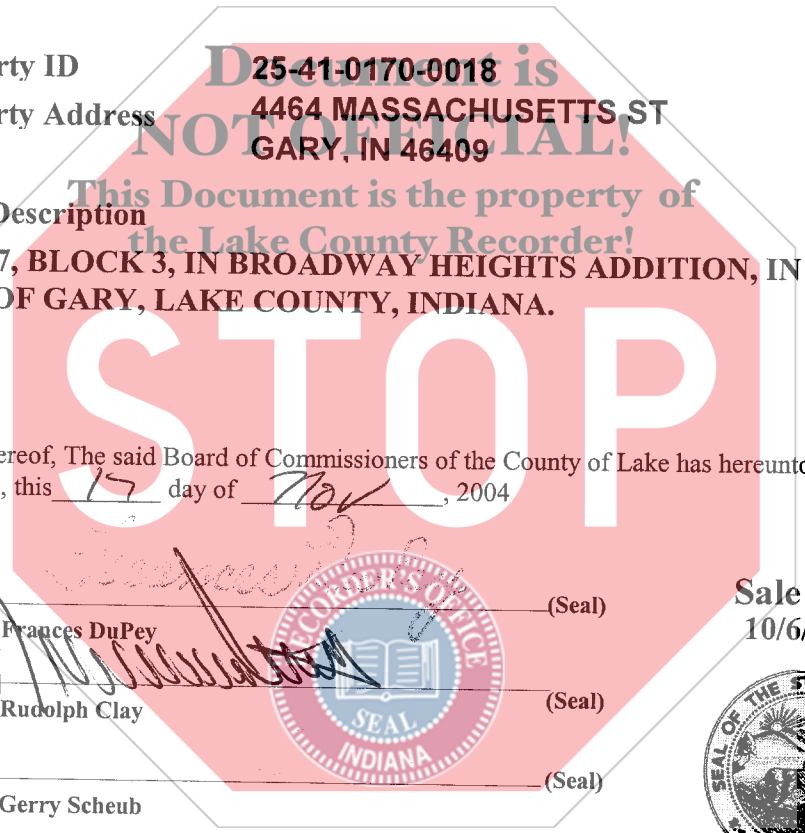 rty ID 25-41-0170-0018
rty Address 4464 MASSACHUSETTS ST
GARY, IN 46409
Document is
NOT OFFICIAL!
This Document is the property of
the Lake County Recorder!
Description
7, BLOCK 3, IN BROADWAY HEIGHTS ADDITION, IN
OF GARY, LAKE COUNTY, INDIANA.
STOP
ereof, The said Board of Commissioners of the County of Lake has hereunto
, this 17 day of Nov, 2004
(Seal)
Frances DuPey
Sale
10/6/
(Seal)
Rudolph Clay
(Seal)
Gerry Scheub
RECORDER'S OFFICE
SEAL
INDIANA
SEAL OF THE S